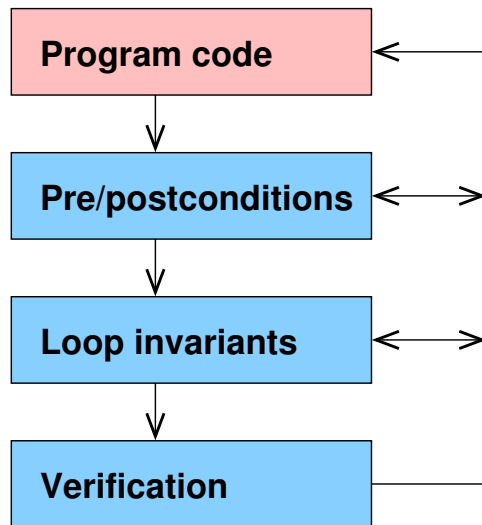 Program code
Pre/postconditions
Loop invariants
Verification